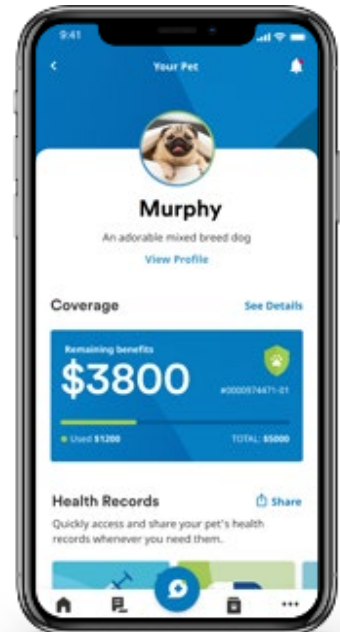 9:41
Your Pet
Murphy
An adorable mixed breed dog
View Profile
Coverage See Details
Remaining benefits
$3800
#0000974471-01
Used $1200 TOTAL: $5000
Health Records Share
Quickly access and share your pet's health
records whenever you need them.